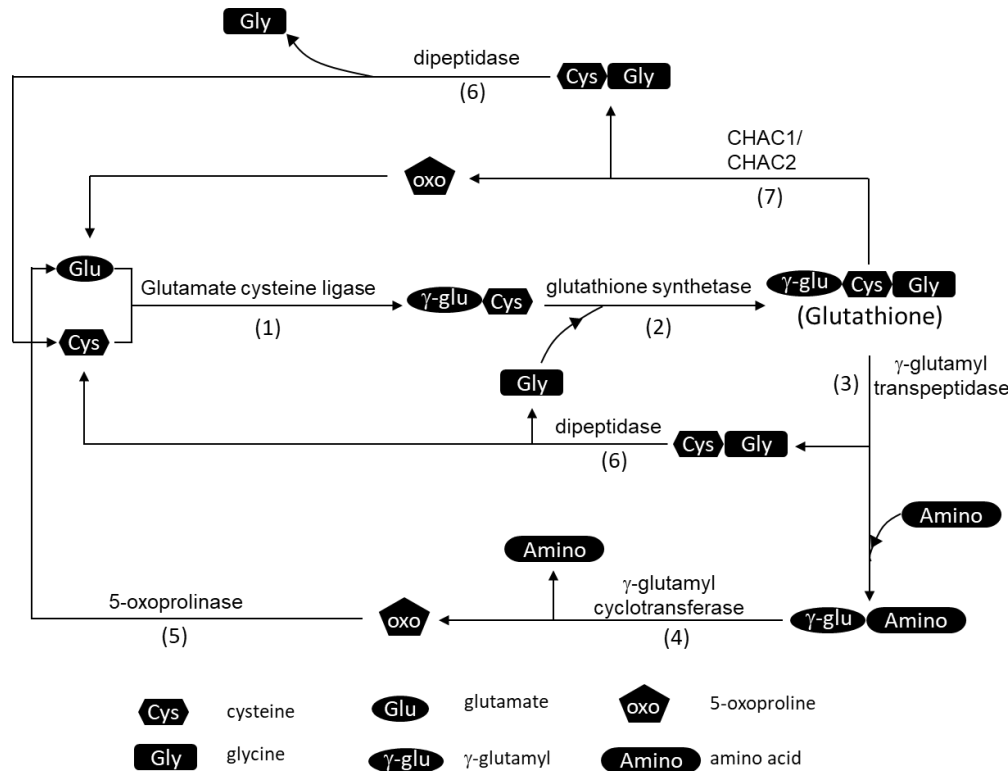 Gly
dipeptidase
(6)
Cys Gly
CHAC1/
CHAC2
(7)
oxo
Glu
Glutamate cysteine ligase
(1)
γ-glu Cys
glutathione synthetase
(2)
γ-glu Cys Gly
(Glutathione)
Cys
Gly
(3)
γ-glutamyl
transpeptidase
dipeptidase
(6)
Cys Gly
Amino
Amino
5-oxoprolinase
(5)
oxo
γ-glutamyl
cyclotransferase
(4)
γ-glu Amino
Cys cysteine
Glu glutamate
oxo 5-oxoproline
Gly glycine
γ-glu γ-glutamyl
Amino amino acid